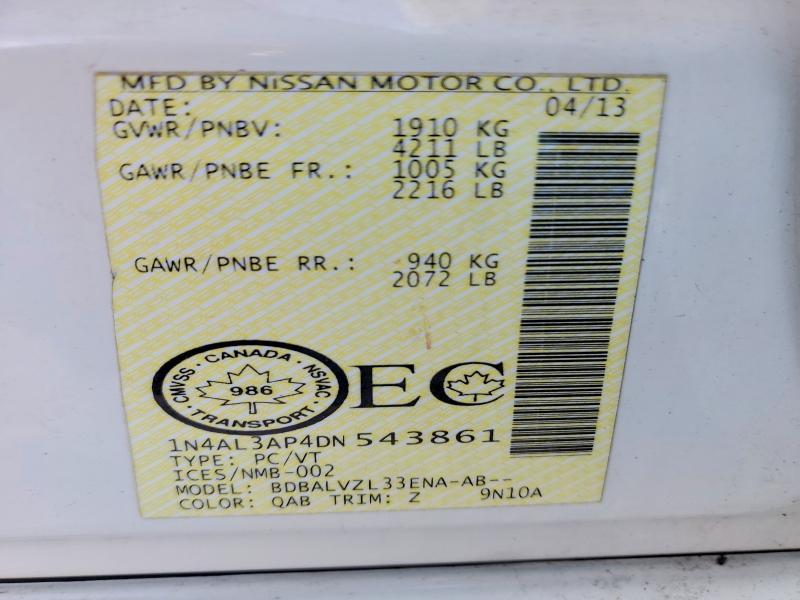 MFD BY NiSSAN MOTOR CO., LTD.
DATE: 04/13
GVWR/PNBV: 1910 KG
4211 LB
GAWR/PNBE FR.: 1005 KG
2216 LB
GAWR/PNBE RR.: 940 KG
2072 LB
CMVSS · CANADA · NSVAC
986
· TRANSPORT ·
EC
1N4AL3AP4DN 543861
TYPE: PC/VT
ICES/NMB-002
MODEL: BDBALVZL33ENA-AB--
COLOR: QAB TRIM: Z 9N10A